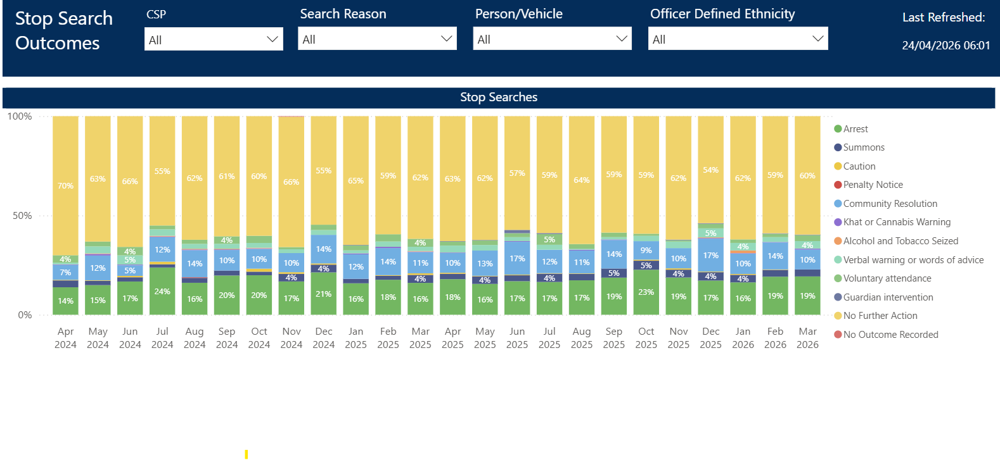 Stop Search
Outcomes
CSP
All
Search Reason
All
Person/Vehicle
All
Officer Defined Ethnicity
All
Last Refreshed:
24/04/2026 06:01
Stop Searches
100%
50%
0%
70% 63% 66% 55% 62% 61% 60% 66% 55% 65% 59% 62% 63% 62% 57% 59% 64% 59% 59% 62% 54% 62% 59% 60%
4% 4% 4% 4% 5%
5% 5% 4% 4%
7% 12% 5% 12% 14% 10% 10% 10% 14% 12% 14% 11% 10% 13% 17% 12% 11% 14% 9% 10% 17% 10% 14% 10%
4% 4% 4% 4% 4% 5% 5% 4% 4% 4%
14% 15% 17% 24% 16% 20% 20% 17% 21% 16% 18% 16% 18% 16% 17% 17% 17% 19% 23% 19% 17% 16% 19% 19%
Apr May Jun Jul Aug Sep Oct Nov Dec Jan Feb Mar Apr May Jun Jul Aug Sep Oct Nov Dec Jan Feb Mar
2024 2024 2024 2024 2024 2024 2024 2024 2024 2025 2025 2025 2025 2025 2025 2025 2025 2025 2025 2025 2025 2026 2026 2026
Arrest
Summons
Caution
Penalty Notice
Community Resolution
Khat or Cannabis Warning
Alcohol and Tobacco Seized
Verbal warning or words of advice
Voluntary attendance
Guardian intervention
No Further Action
No Outcome Recorded